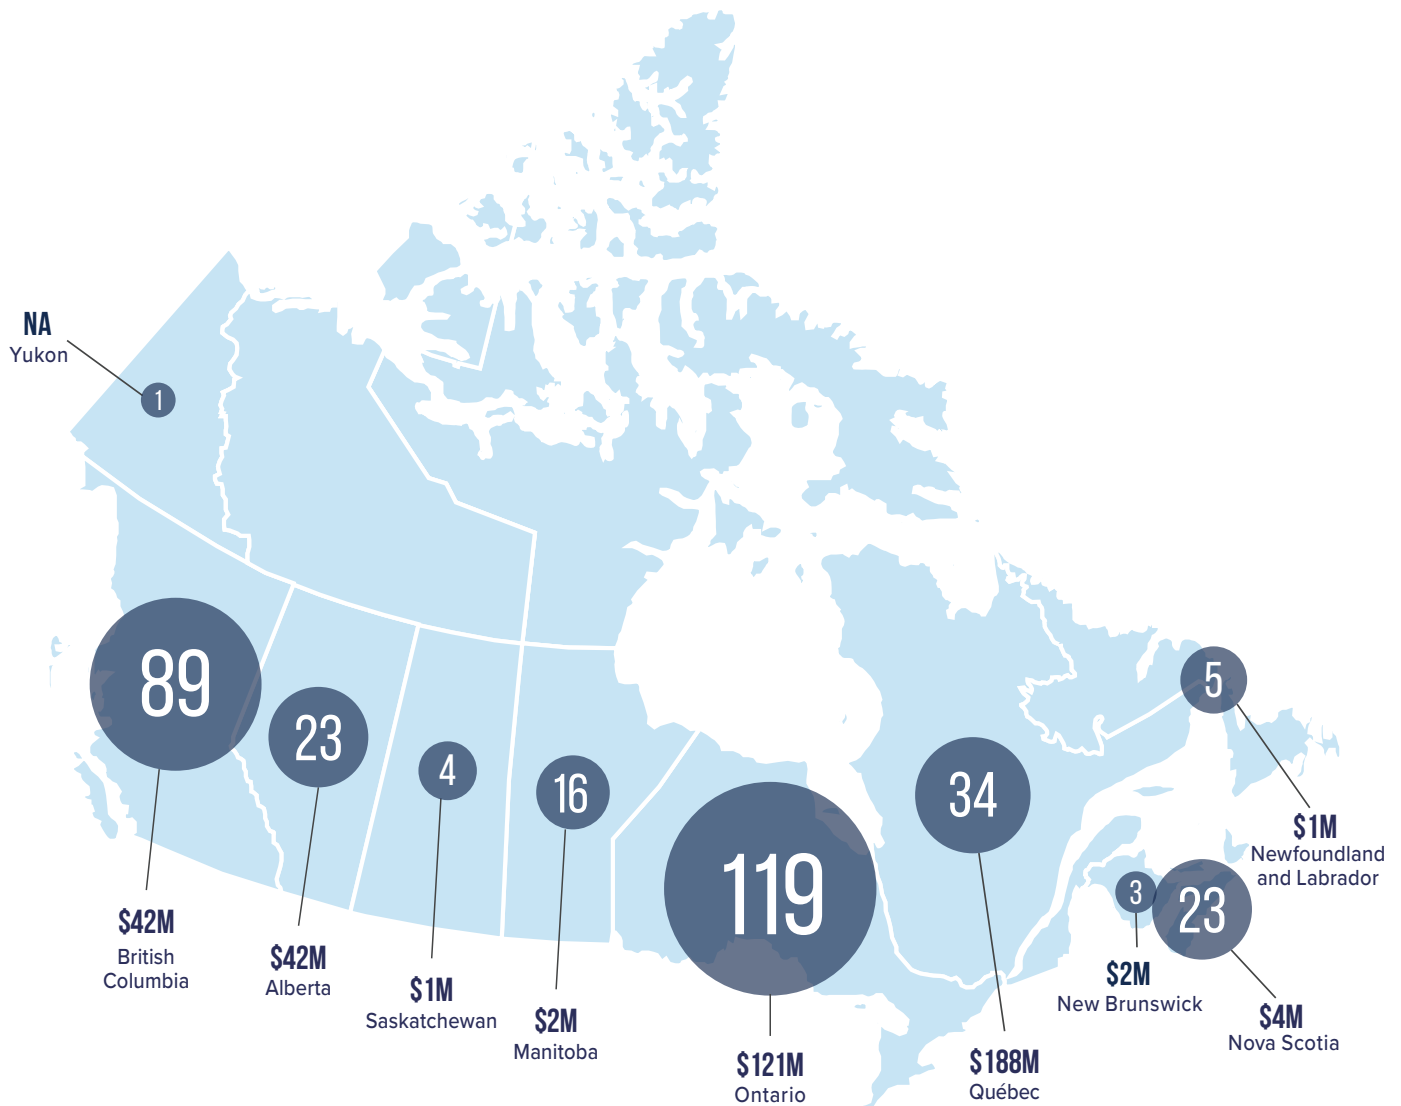 NA
Yukon
1
89
$42M
British
Columbia
23
$42M
Alberta
4
$1M
Saskatchewan
16
$2M
Manitoba
119
$121M
Ontario
34
$188M
Québec
5
$1M
Newfoundland
and Labrador
3
$2M
New Brunswick
23
$4M
Nova Scotia